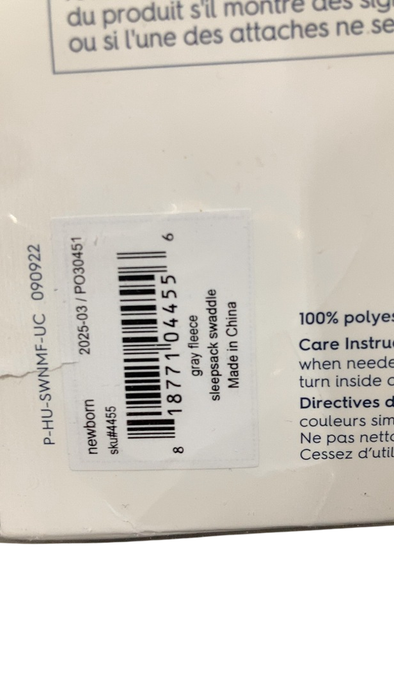 du produit s'il montre des sig
ou si l'une des attaches ne se
P-HU-SWNMF-UC 090922
newborn 2025-03 / PO30451
sku#4455
8 18771 04455 6
gray fleece
sleepsack swaddle
Made in China
100% polyes
Care Instru
when neede
turn inside o
Directives d
couleurs sim
Ne pas netto
Cessez d'util